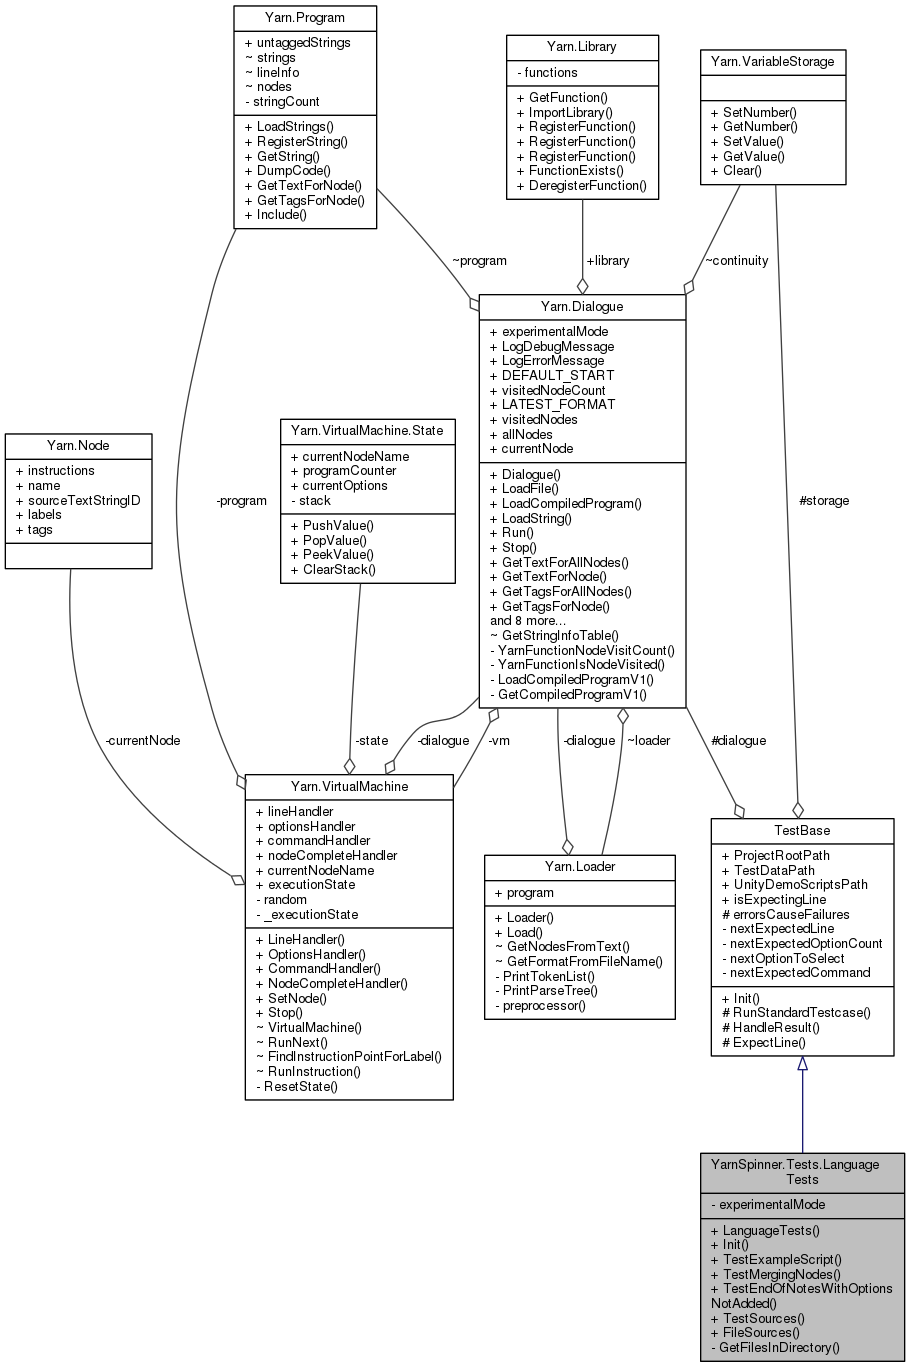 Yarn.Program
+ untaggedStrings
~ strings
~ lineInfo
~ nodes
- stringCount
+ LoadStrings()
+ RegisterString()
+ GetString()
+ DumpCode()
+ GetTextForNode()
+ GetTagsForNode()
+ Include()
Yarn.Library
- functions
+ GetFunction()
+ ImportLibrary()
+ RegisterFunction()
+ RegisterFunction()
+ RegisterFunction()
+ FunctionExists()
+ DeregisterFunction()
Yarn.VariableStorage
+ SetNumber()
+ GetNumber()
+ SetValue()
+ GetValue()
+ Clear()
~program
+library
~continuity
Yarn.Dialogue
+ experimentalMode
+ LogDebugMessage
+ LogErrorMessage
+ DEFAULT_START
+ visitedNodeCount
+ LATEST_FORMAT
+ visitedNodes
+ allNodes
+ currentNode
+ Dialogue()
+ LoadFile()
+ LoadCompiledProgram()
+ LoadString()
+ Run()
+ Stop()
+ GetTextForAllNodes()
+ GetTextForNode()
+ GetTagsForAllNodes()
+ GetTagsForNode()
and 8 more...
~ GetStringInfoTable()
- YarnFunctionNodeVisitCount()
- YarnFunctionIsNodeVisited()
- LoadCompiledProgramV1()
- GetCompiledProgramV1()
Yarn.Node
+ instructions
+ name
+ sourceTextStringID
+ labels
+ tags
-program
Yarn.VirtualMachine.State
+ currentNodeName
+ programCounter
+ currentOptions
- stack
+ PushValue()
+ PopValue()
+ PeekValue()
+ ClearStack()
#storage
-currentNode
-state
-dialogue
-vm
-dialogue
~loader
#dialogue
Yarn.VirtualMachine
+ lineHandler
+ optionsHandler
+ commandHandler
+ nodeCompleteHandler
+ currentNodeName
+ executionState
- random
- _executionState
+ LineHandler()
+ OptionsHandler()
+ CommandHandler()
+ NodeCompleteHandler()
+ SetNode()
+ Stop()
~ VirtualMachine()
~ RunNext()
~ FindInstructionPointForLabel()
~ RunInstruction()
- ResetState()
Yarn.Loader
+ program
+ Loader()
+ Load()
~ GetNodesFromText()
~ GetFormatFromFileName()
- PrintTokenList()
- PrintParseTree()
- preprocessor()
TestBase
+ ProjectRootPath
+ TestDataPath
+ UnityDemoScriptsPath
+ isExpectingLine
# errorsCauseFailures
- nextExpectedLine
- nextExpectedOptionCount
- nextOptionToSelect
- nextExpectedCommand
+ Init()
# RunStandardTestcase()
# HandleResult()
# ExpectLine()
YarnSpinner.Tests.Language
Tests
- experimentalMode
+ LanguageTests()
+ Init()
+ TestExampleScript()
+ TestMergingNodes()
+ TestEndOfNotesWithOptions
NotAdded()
+ TestSources()
+ FileSources()
- GetFilesInDirectory()